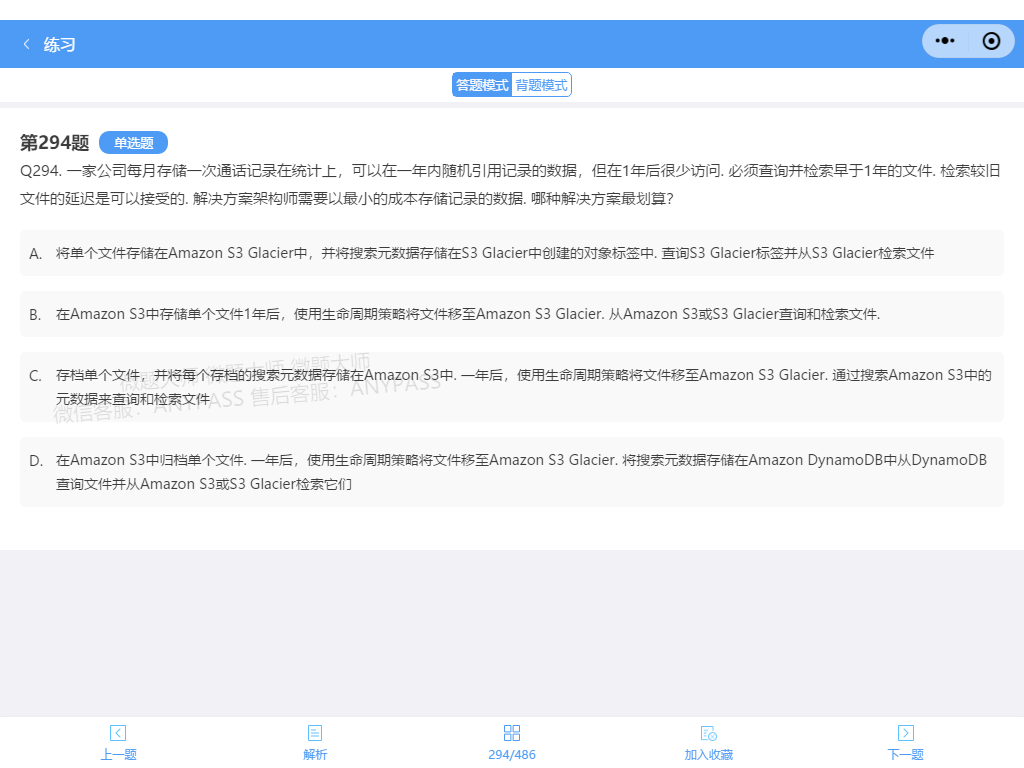 练习
答题模式 背题模式
第294题 单选题
Q294. 一家公司每月存储一次通话记录在统计上，可以在一年内随机引用记录的数据，但在1年后很少访问. 必须查询并检索早于1年的文件. 检索较旧
文件的延迟是可以接受的. 解决方案架构师需要以最小的成本存储记录的数据. 哪种解决方案最划算？
A. 将单个文件存储在Amazon S3 Glacier中，并将搜索元数据存储在S3 Glacier中创建的对象标签中. 查询S3 Glacier标签并从S3 Glacier检索文件
B. 在Amazon S3中存储单个文件1年后，使用生命周期策略将文件移至Amazon S3 Glacier. 从Amazon S3或S3 Glacier查询和检索文件.
C. 存档单个文件，并将每个存档的搜索元数据存储在Amazon S3中. 一年后，使用生命周期策略将文件移至Amazon S3 Glacier. 通过搜索Amazon S3中的
元数据来查询和检索文件
微题大师 微题大师 微题大师
微信客服：ANYPASS 售后客服：ANYPASS
D. 在Amazon S3中归档单个文件. 一年后，使用生命周期策略将文件移至Amazon S3 Glacier. 将搜索元数据存储在Amazon DynamoDB中从DynamoDB
查询文件并从Amazon S3或S3 Glacier检索它们
上一题 解析 294/486 加入收藏 下一题